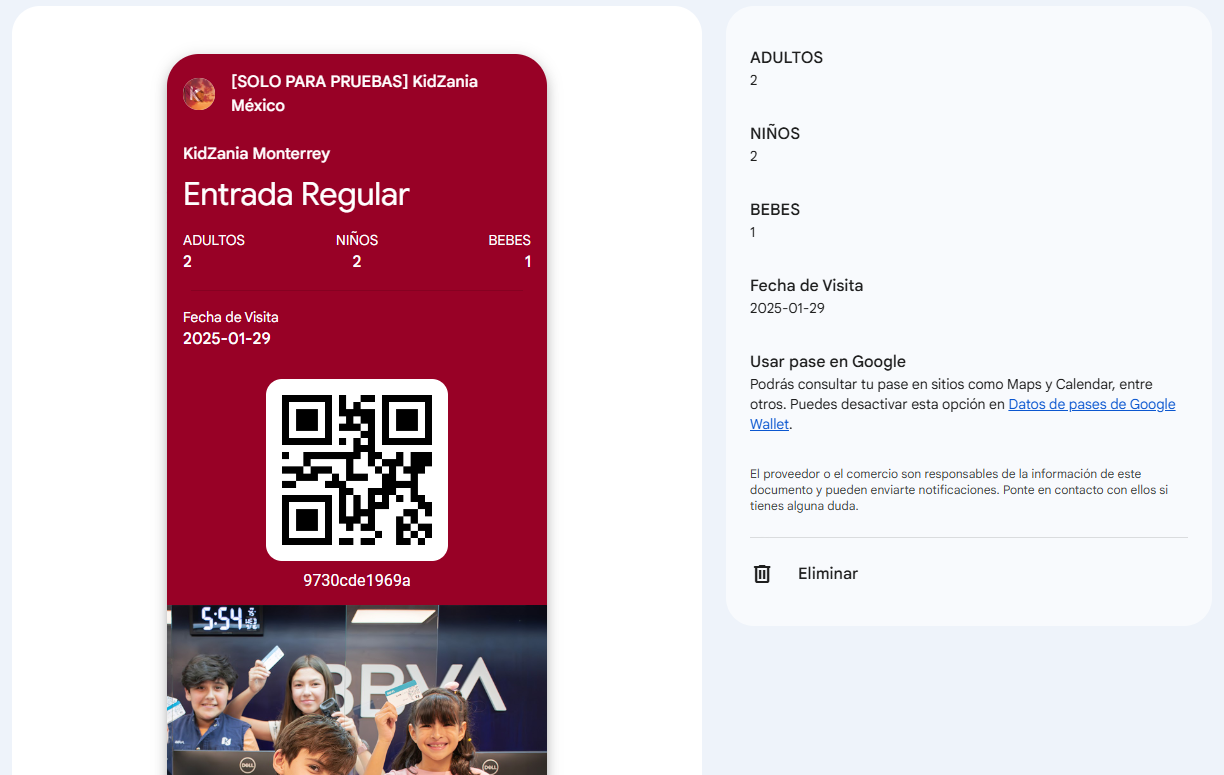 [SOLO PARA PRUEBAS] KidZania
México
KidZania Monterrey
Entrada Regular
ADULTOS NIÑOS BEBES
2 2 1
Fecha de Visita
2025-01-29
9730cde1969a
5:54
BBVA
DELL
DELL
ADULTOS
2
NIÑOS
2
BEBES
1
Fecha de Visita
2025-01-29
Usar pase en Google
Podrás consultar tu pase en sitios como Maps y Calendar, entre
otros. Puedes desactivar esta opción en Datos de pases de Google
Wallet.
El proveedor o el comercio son responsables de la información de este
documento y pueden enviarte notificaciones. Ponte en contacto con ellos si
tienes alguna duda.
Eliminar